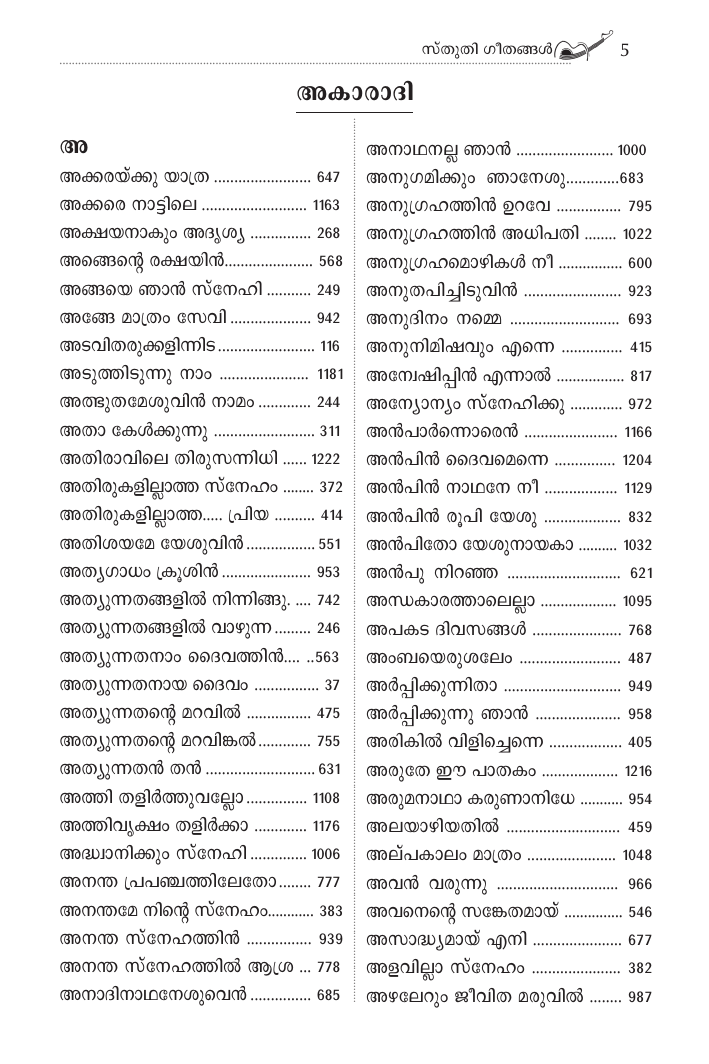 സ്തുതി ഗീതങ്ങൾ 5
അകാരാദി
അ
അക്കരയ്ക്കു യാത്ര ........................ 647
അക്കരെ നാട്ടിലെ .......................... 1163
അക്ഷയനാകും അദൃശ്യ ............... 268
അങ്ങെന്റെ രക്ഷയിൻ...................... 568
അങ്ങയെ ഞാൻ സ്നേഹി ........... 249
അങ്ങേ മാത്രം സേവി .................... 942
അടവിതരുക്കളിന്നിട ........................ 116
അടുത്തിടുന്നു നാം ...................... 1181
അത്ഭുതമേശുവിൻ നാമം ............. 244
അതാ കേൾക്കുന്നു ......................... 311
അതിരാവിലെ തിരുസന്നിധി ...... 1222
അതിരുകളില്ലാത്ത സ്നേഹം ........ 372
അതിരുകളില്ലാത്ത..... പ്രിയ .......... 414
അതിശയമേ യേശുവിൻ................. 551
അത്യഗാധം ക്രൂശിൻ ...................... 953
അത്യുന്നതങ്ങളിൽ നിന്നിങ്ങു. .... 742
അത്യുന്നതങ്ങളിൽ വാഴുന്ന ......... 246
അത്യുന്നതനാം ദൈവത്തിൻ.... ..563
അത്യുന്നതനായ ദൈവം ................ 37
അത്യുന്നതന്റെ മറവിൽ ................ 475
അത്യുന്നതന്റെ മറവിങ്കൽ............. 755
അത്യുന്നതൻ തൻ ........................... 631
അത്തി തളിർത്തുവല്ലോ............... 1108
അത്തിവൃക്ഷം തളിർക്കാ ............. 1176
അദ്ധ്വാനിക്കും സ്നേഹി .............. 1006
അനന്ത പ്രപഞ്ചത്തിലേതോ........ 777
അനന്തമേ നിന്റെ സ്നേഹം........... 383
അനന്ത സ്നേഹത്തിൻ ................ 939
അനന്ത സ്നേഹത്തിൽ ആശ്ര ... 778
അനാദിനാഥനേശുവെൻ ............... 685
അനാഥനല്ല ഞാൻ ........................ 1000
അനുഗമിക്കും ഞാനേശു.............683
അനുഗ്രഹത്തിൻ ഉറവേ ................ 795
അനുഗ്രഹത്തിൻ അധിപതി ........ 1022
അനുഗ്രഹമൊഴികൾ നീ ................ 600
അനുതപിച്ചിടുവിൻ ........................ 923
അനുദിനം നമ്മെ ........................... 693
അനുനിമിഷവും എന്നെ ............... 415
അന്വേഷിപ്പിൻ എന്നാൽ ................. 817
അന്യോന്യം സ്നേഹിക്കു ............. 972
അൻപാർന്നൊരെൻ ....................... 1166
അൻപിൻ ദൈവമെന്നെ ............... 1204
അൻപിൻ നാഥനേ നീ .................. 1129
അൻപിൻ രൂപി യേശു ................... 832
അൻപിതോ യേശുനായകാ .......... 1032
അൻപു നിറഞ്ഞ ............................ 621
അന്ധകാരത്താലെല്ലാ ................... 1095
അപകട ദിവസങ്ങൾ ...................... 768
അംബയെരുശലേം ......................... 487
അർപ്പിക്കുന്നിതാ ............................. 949
അർപ്പിക്കുന്നു ഞാൻ ..................... 958
അരികിൽ വിളിച്ചെന്നെ .................. 405
അരുതേ ഈ പാതകം ................... 1216
അരുമനാഥാ കരുണാനിധേ ........... 954
അലയാഴിയതിൽ ............................ 459
അല്പകാലം മാത്രം ...................... 1048
അവൻ വരുന്നു .............................. 966
അവനെന്റെ സങ്കേതമായ് .............. 546
അസാദ്ധ്യമായ് എനി ...................... 677
അളവില്ലാ സ്നേഹം ...................... 382
അഴലേറും ജീവിത മരുവിൽ ........ 987